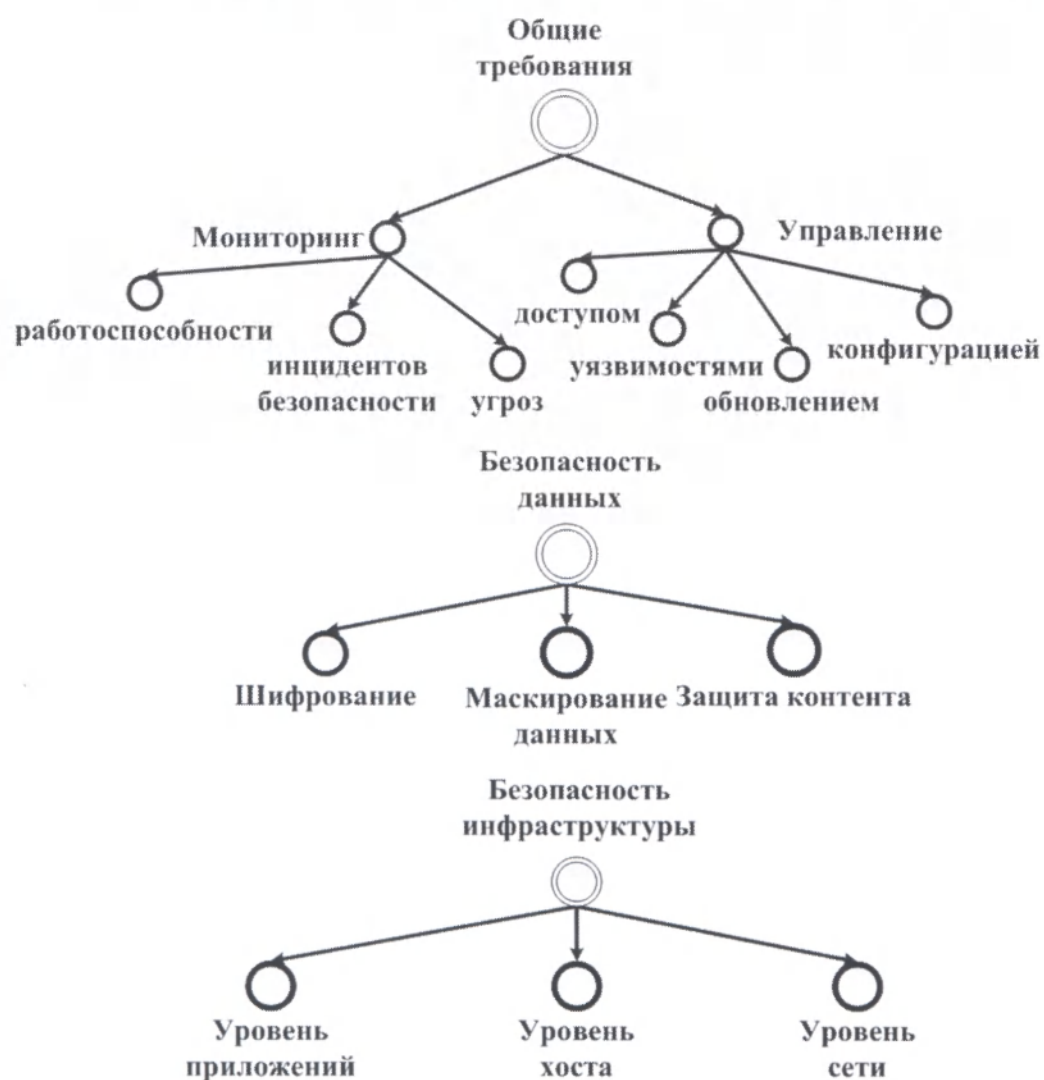 Общие
требования
Мониторинг
Управление
работоспособности
инцидентов
безопасности
угроз
доступом
уязвимостями
обновлением
конфигурацией
Безопасность
данных
Шифрование
Маскирование
данных
Защита контента
Безопасность
инфраструктуры
Уровень
приложений
Уровень
хоста
Уровень
сети